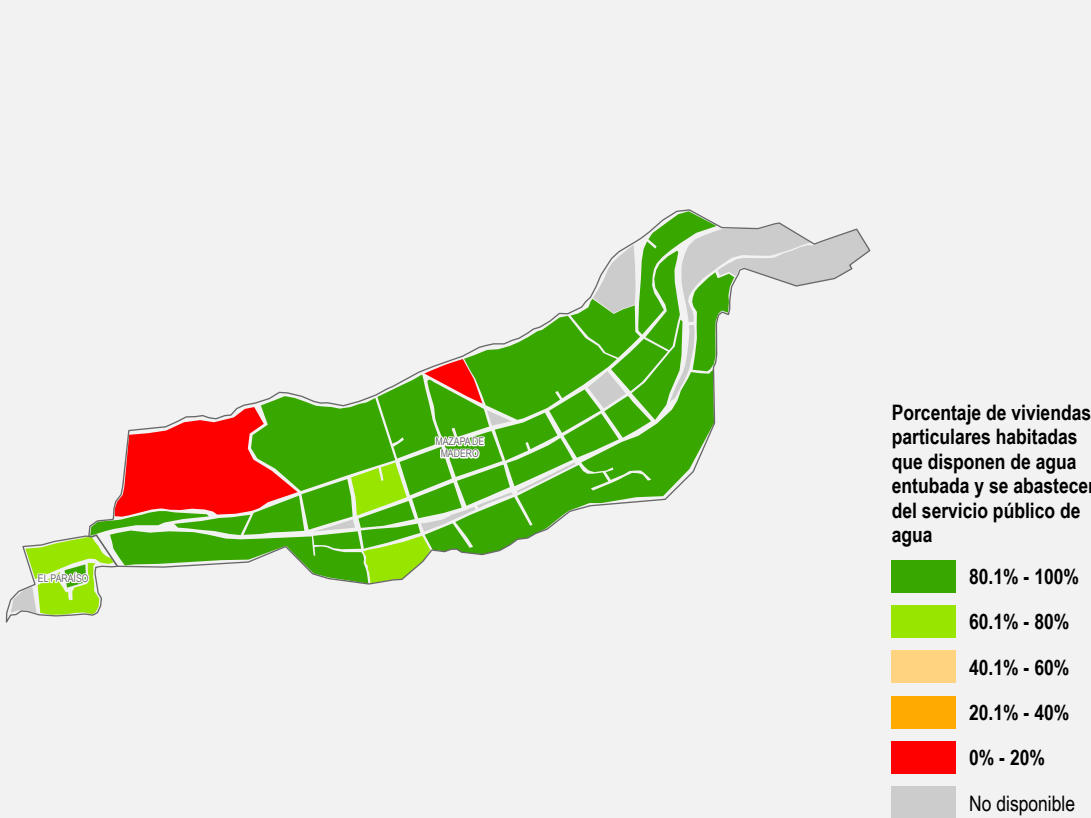 MAZAPA DE
MADERO
EL PARAÍSO
Porcentaje de viviendas
particulares habitadas
que disponen de agua
entubada y se abastecen
del servicio público de
agua
80.1% - 100%
60.1% - 80%
40.1% - 60%
20.1% - 40%
0% - 20%
No disponible